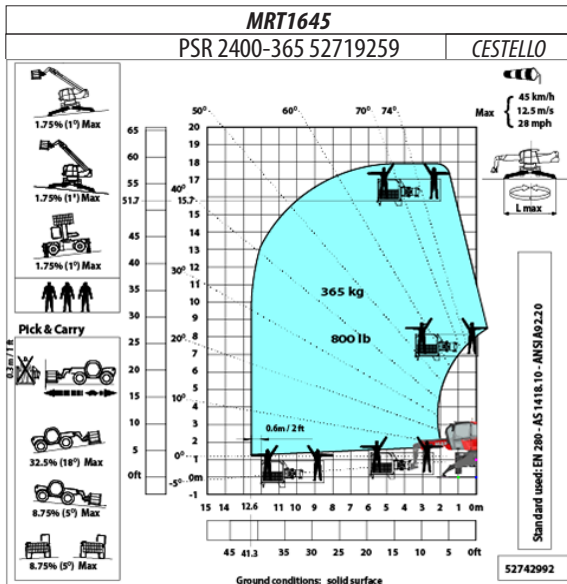 MRT1645
PSR 2400-365 52719259
CESTELLO
1.75% (1°) Max
1.75% (1°) Max
1.75% (1°) Max
Pick & Carry
0.3 m / 1 ft
32.5% (18°) Max
8.75% (5°) Max
8.75% (5°) Max
Max
45 km/h
12.5 m/s
28 mph
L max
50° 60° 70° 74°
40°
30°
20°
10°
0°
-5°
65
60
55
51.7
45
40
35
30
25
20
15
10
5
0ft
20
18
17
15.7
14
13
12
11
10
9
8
7
6
5
4
3
2
1
0m
-1
365 kg
800 lb
0.6m / 2 ft
15 14 12.6 11 10 9 8 7 6 5 4 3 2 1 0m
45 41.3 35 30 25 20 15 10 5 0ft
Ground conditions: solid surface
Standard used: EN 280 - AS 1418.10 - ANSI A92.20
52742992